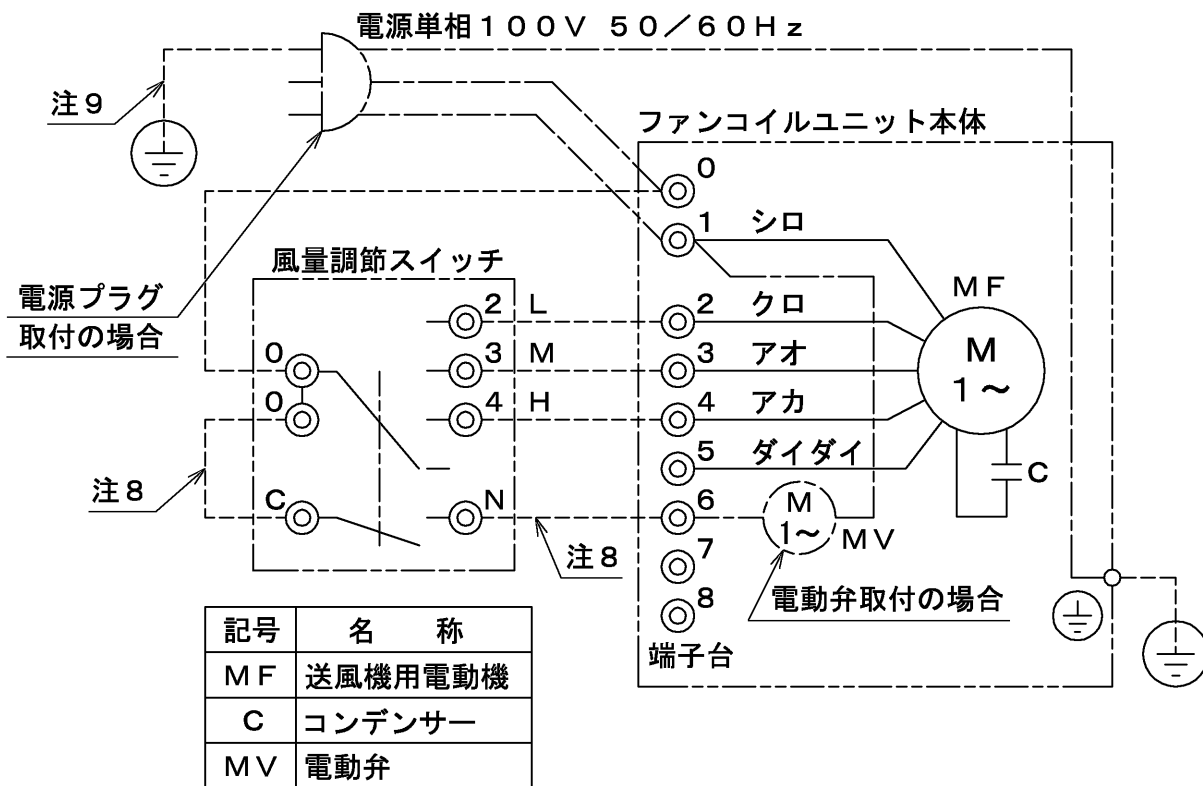 電源単相100V 50/60Hz
注9
ファンコイルユニット本体
0
1 シロ
風量調節スイッチ
電源プラグ
取付の場合
MF
2 L
2 クロ
0
3 M
3 アオ
M
1~
0
4 H
4 アカ
5 ダイダイ
C
注8
C
N
6
M
1~
MV
注8
7
8
電動弁取付の場合
端子台
記号 名 称
MF 送風機用電動機
C コンデンサー
MV 電動弁